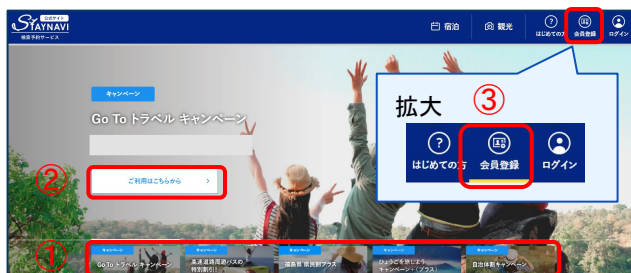 公式サイト
STAYNAVI
検索予約サービス
宿泊
観光
はじめての方
会員登録
ログイン
キャンペーン
Go To トラベル キャンペーン
② ご利用はこちらから >
拡大 ③
はじめての方
会員登録
ログイン
①
キャンペーン
Go To トラベル キャンペーン
キャンペーン
高速道路周遊パスの
特別割引!
キャンペーン
福島県 県民割プラス
キャンペーン
ひょうごを旅しよう
キャンペーン+(プラス)
キャンペーン
自治体割キャンペーン